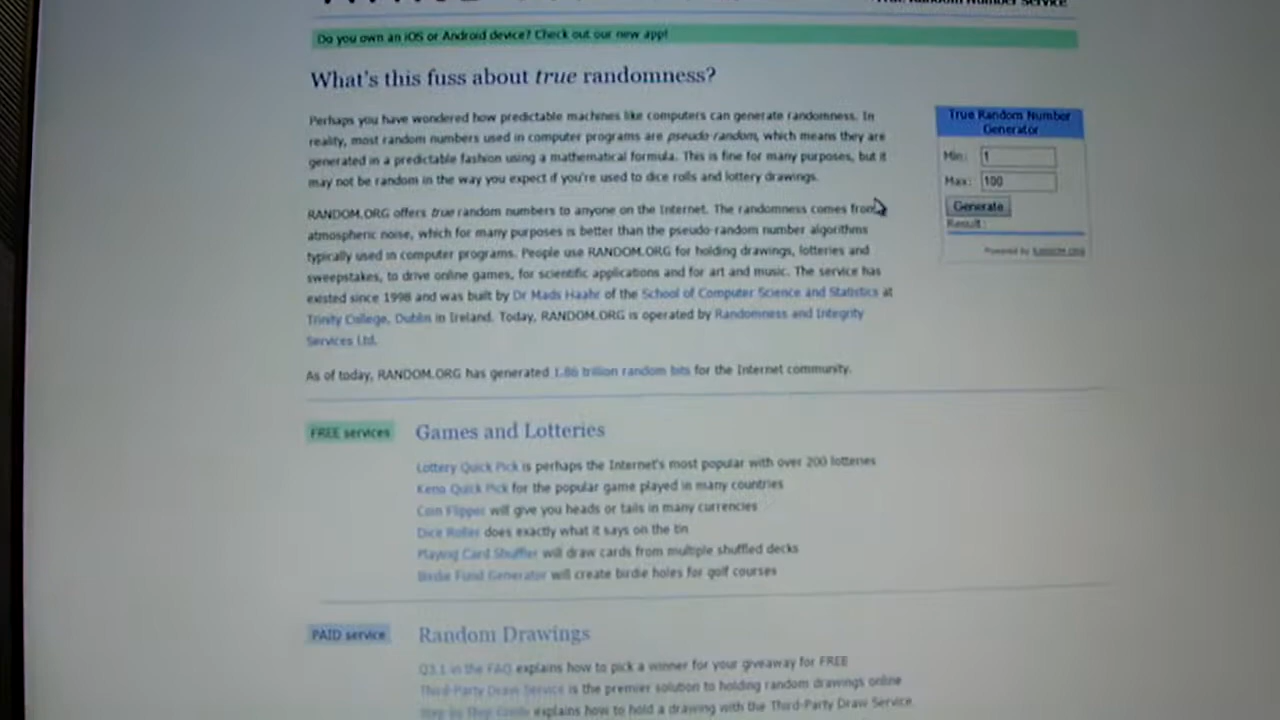 True Random Number Service
Do you own an iOS or Android device? Check out our new app!
What's this fuss about true randomness?
Perhaps you have wondered how predictable machines like computers can generate randomness. In
reality, most random numbers used in computer programs are pseudo-random, which means they are
generated in a predictable fashion using a mathematical formula. This is fine for many purposes, but it
may not be random in the way you expect if you're used to dice rolls and lottery drawings.
RANDOM.ORG offers true random numbers to anyone on the Internet. The randomness comes from
atmospheric noise, which for many purposes is better than the pseudo-random number algorithms
typically used in computer programs. People use RANDOM.ORG for holding drawings, lotteries and
sweepstakes, to drive online games, for scientific applications and for art and music. The service has
existed since 1998 and was built by Dr Mads Haahr of the School of Computer Science and Statistics at
Trinity College, Dublin in Ireland. Today, RANDOM.ORG is operated by Randomness and Integrity
Services Ltd.
As of today, RANDOM.ORG has generated 1.86 trillion random bits for the Internet community.
True Random Number
Generator
Min: 1
Max: 100
Generate
Result:
Powered by RANDOM.ORG
FREE services
Games and Lotteries
Lottery Quick Pick is perhaps the Internet's most popular with over 200 lotteries
Keno Quick Pick for the popular game played in many countries
Coin Flipper will give you heads or tails in many currencies
Dice Roller does exactly what it says on the tin
Playing Card Shuffler will draw cards from multiple shuffled decks
Birdie Fund Generator will create birdie holes for golf courses
PAID service
Random Drawings
Q3.1 in the FAQ explains how to pick a winner for your giveaway for FREE
Third-Party Draw Service is the premier solution to holding random drawings online
Step by Step Guide explains how to hold a drawing with the Third-Party Draw Service